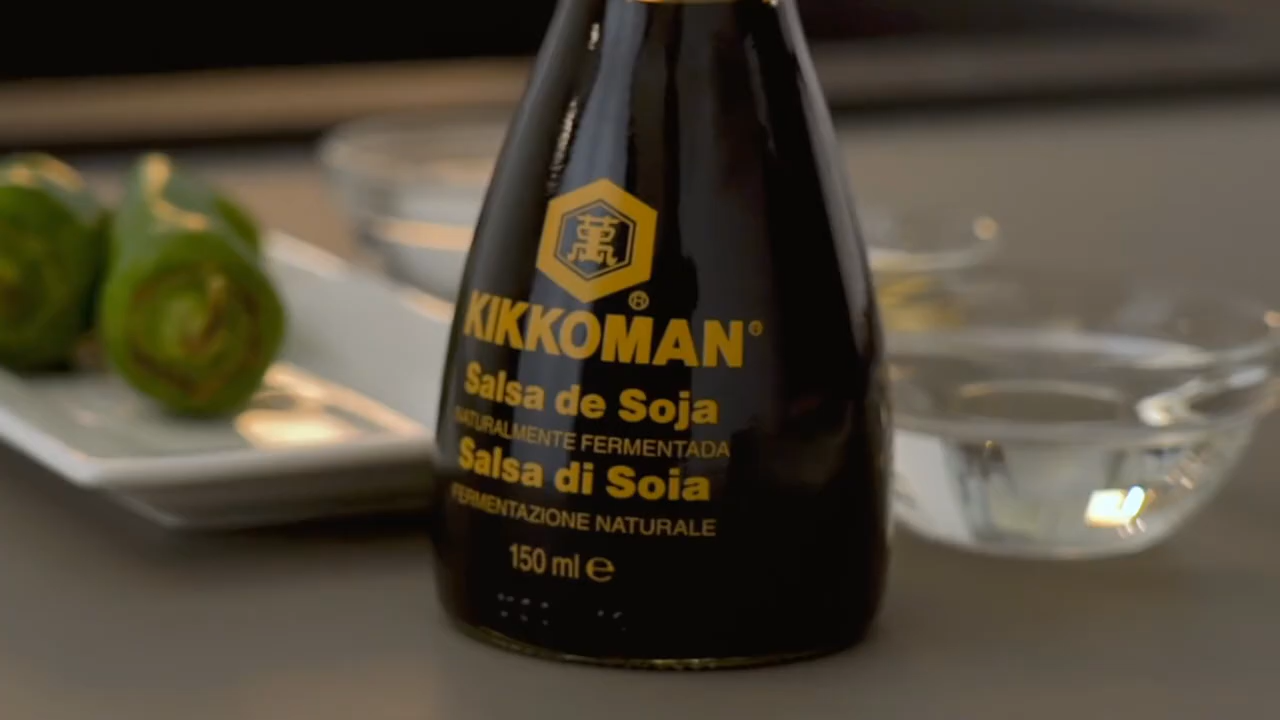 萬
KIKKOMAN®
Salsa de Soja
NATURALMENTE FERMENTADA
Salsa di Soia
FERMENTAZIONE NATURALE
150 ml ℮